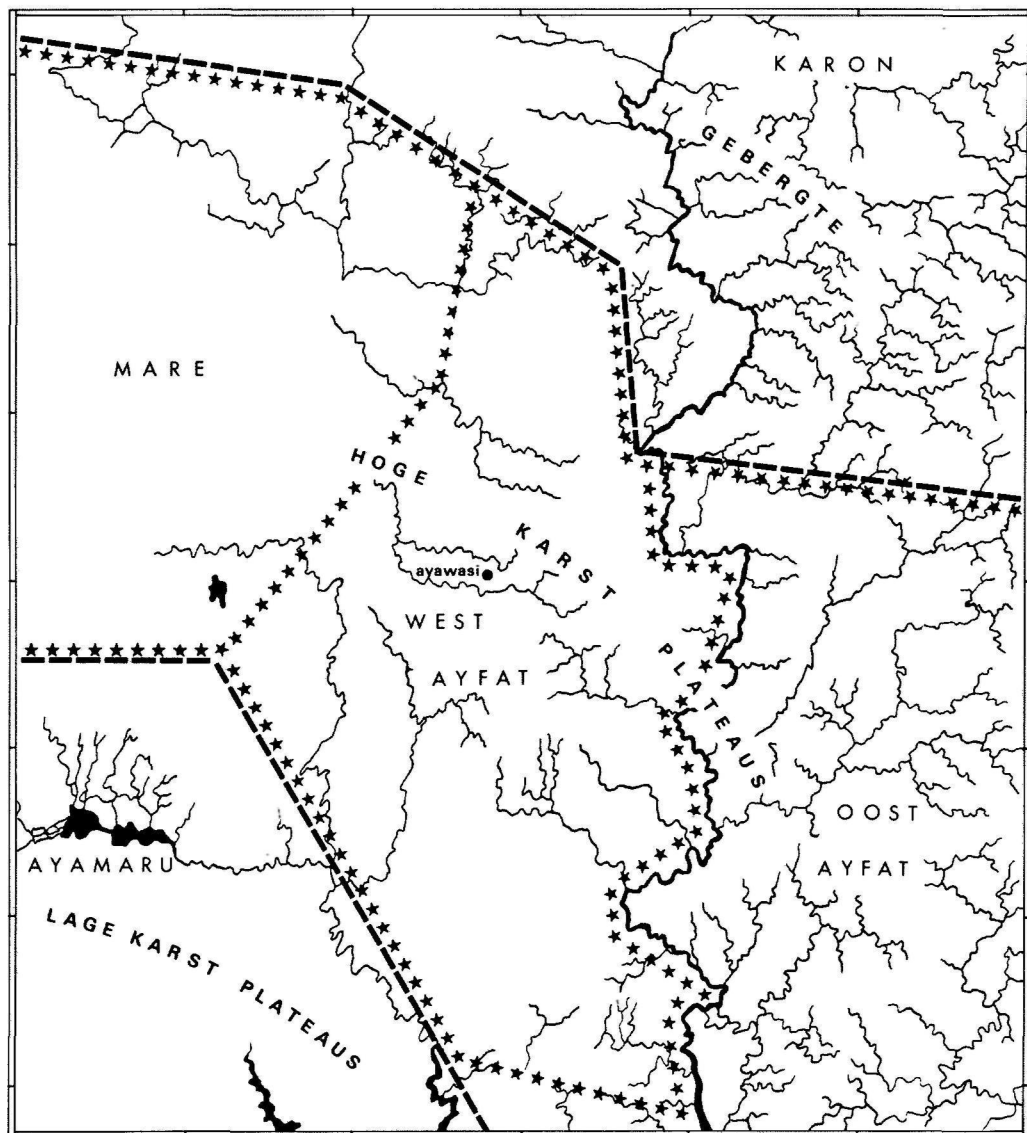 KARON
GEBERGTE
MARE
HOGE
KARST
PLATEAUS
ayawasi
WEST
AYFAT
OOST
AYFAT
AYAMARU
LAGE KARST PLATEAUS